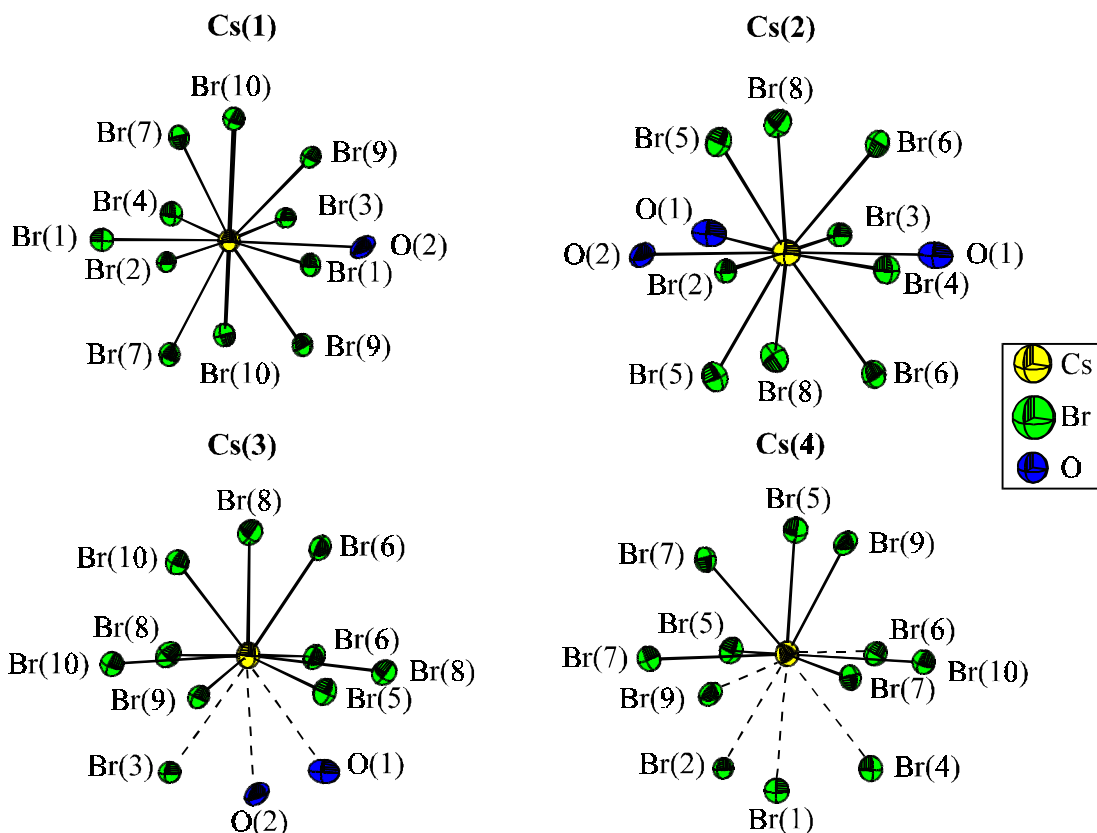 Cs(1)
Br(10)
Br(7)
Br(9)
Br(4)
Br(3)
Br(1)
O(2)
Br(2)
Br(1)
Br(7)
Br(10)
Br(9)
Cs(2)
Br(8)
Br(5)
Br(6)
O(1)
Br(3)
O(2)
O(1)
Br(2)
Br(4)
Br(5)
Br(8)
Br(6)
Cs
Br
O
Cs(3)
Br(8)
Br(10)
Br(6)
Br(8)
Br(6)
Br(10)
Br(8)
Br(9)
Br(5)
Br(3)
O(1)
O(2)
Cs(4)
Br(5)
Br(9)
Br(7)
Br(5)
Br(6)
Br(7)
Br(10)
Br(9)
Br(7)
Br(2)
Br(4)
Br(1)